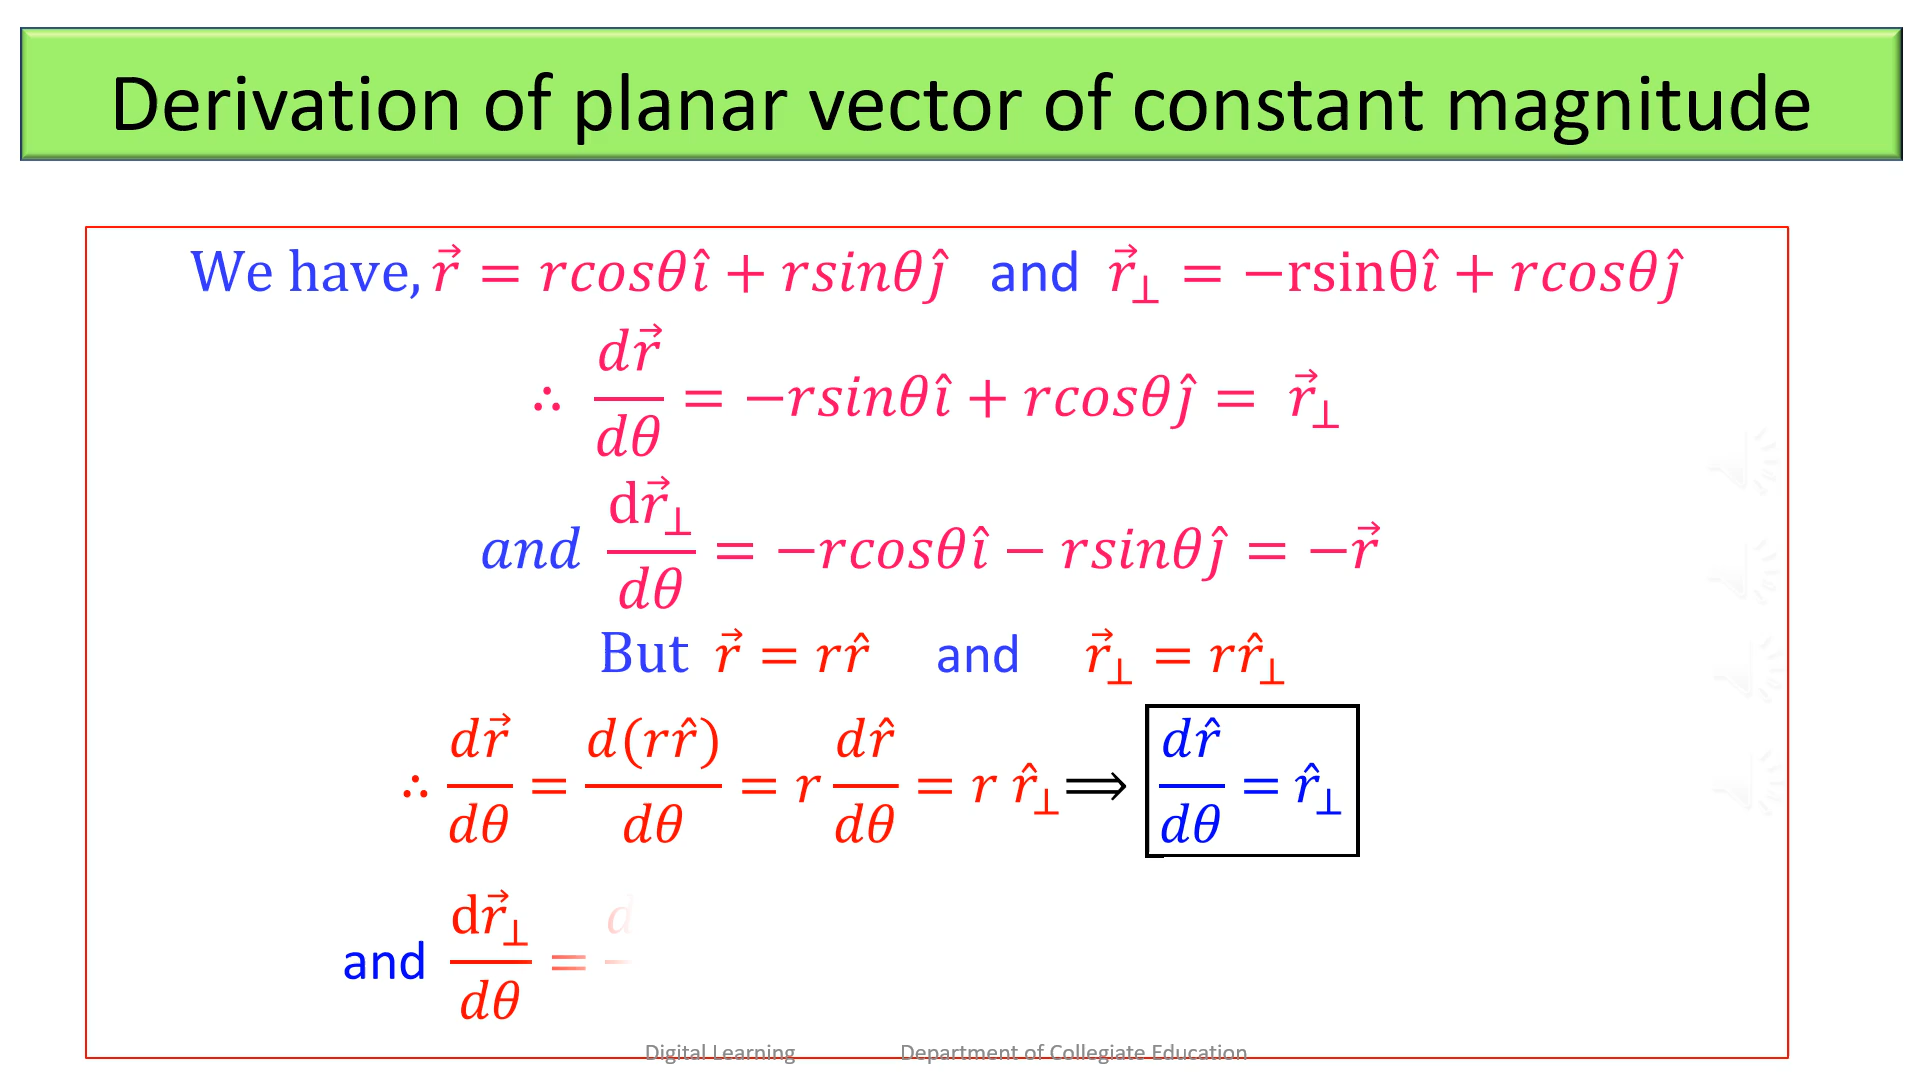 Derivation of planar vector of constant magnitude
We have, r⃗ = rcosθî + rsinθĵ and r⃗⊥ = −rsinθî + rcosθĵ
∴ dr⃗/dθ = −rsinθî + rcosθĵ = r⃗⊥
and dr⃗⊥/dθ = −rcosθî − rsinθĵ = −r⃗
But r⃗ = rr̂ and r⃗⊥ = rr̂⊥
∴ dr⃗/dθ = d(rr̂)/dθ = r dr̂/dθ = r r̂⊥ ⟹ dr̂/dθ = r̂⊥
and dr⃗⊥/dθ = d
Digital Learning Department of Collegiate Education